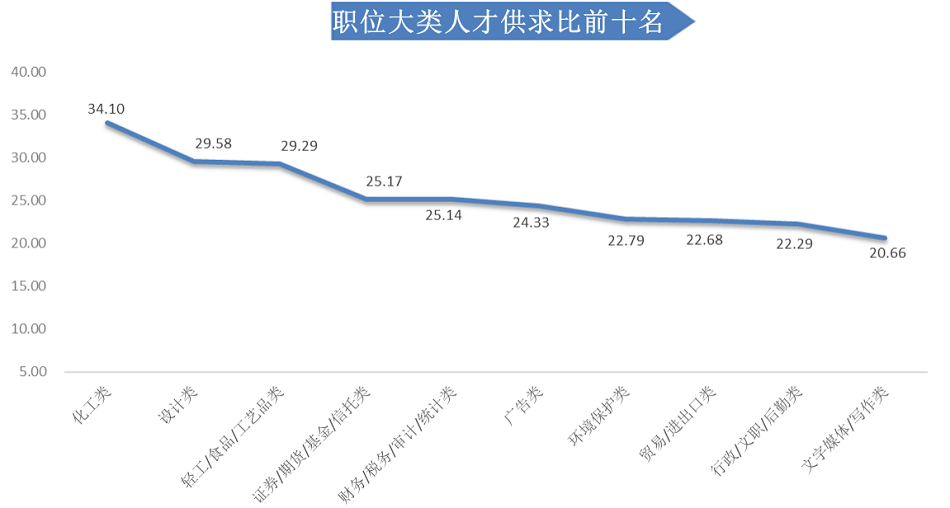 职位大类人才供求比前十名
40.00
35.00
30.00
25.00
20.00
15.00
10.00
5.00
34.10
29.58
29.29
25.17
25.14
24.33
22.79
22.68
22.29
20.66
化工类
设计类
轻工/食品/工艺品类
证券/期货/基金/信托类
财务/税务/审计/统计类
广告类
环境保护类
贸易/进出口类
行政/文职/后勤类
文字媒体/写作类